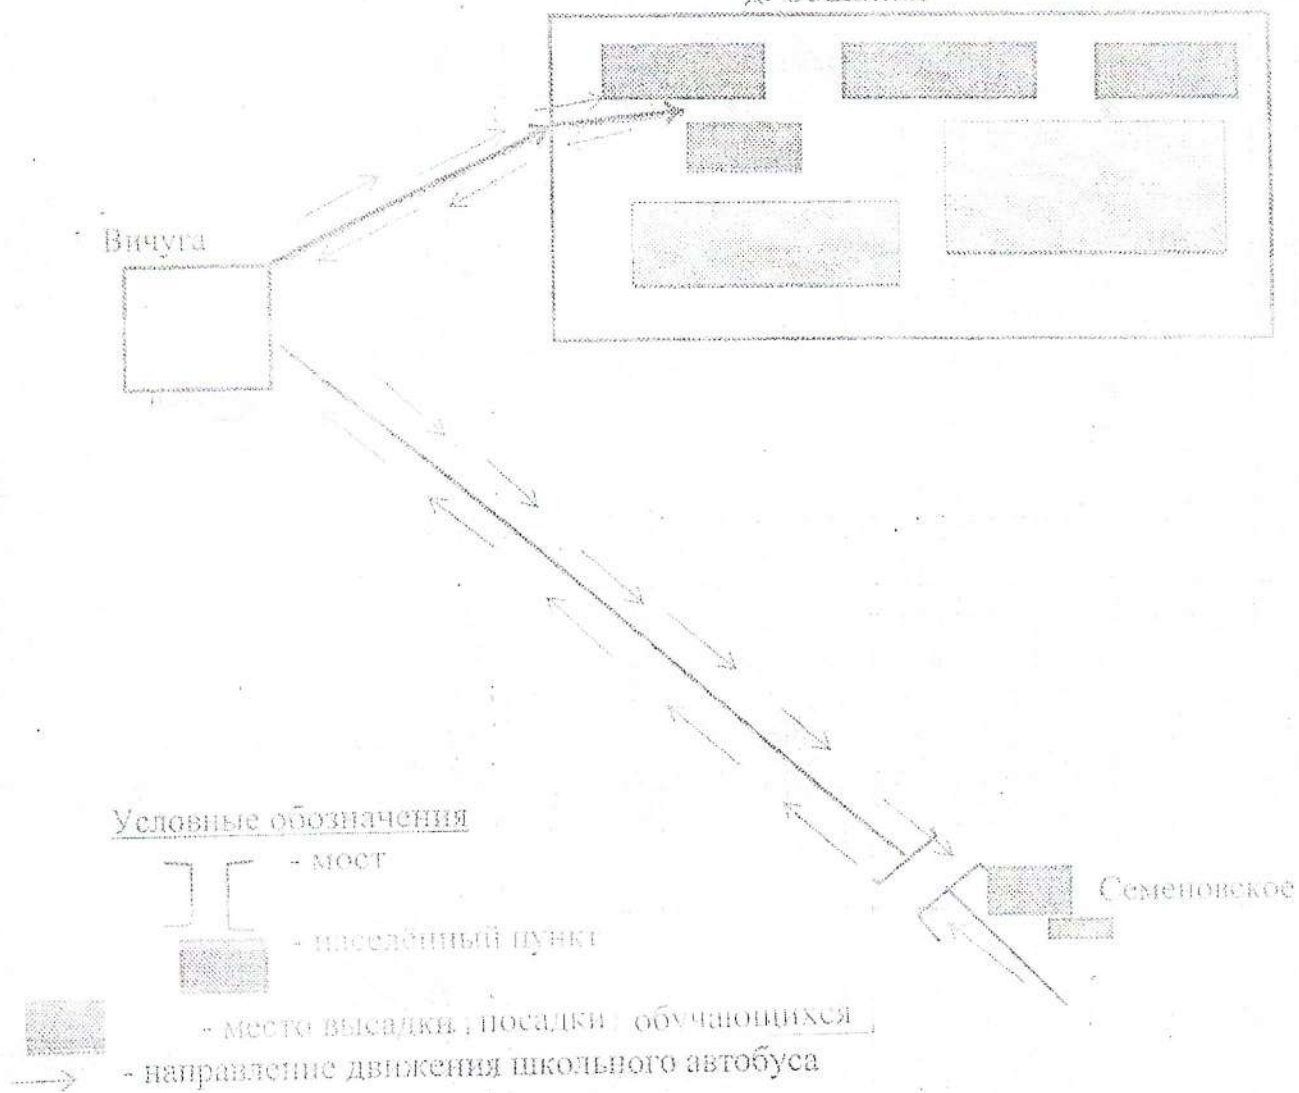 Вичуга
Условные обозначения
- мост
Семеновское
- населённый пункт
- место высадки, посадки обучающихся
- направление движения школьного автобуса